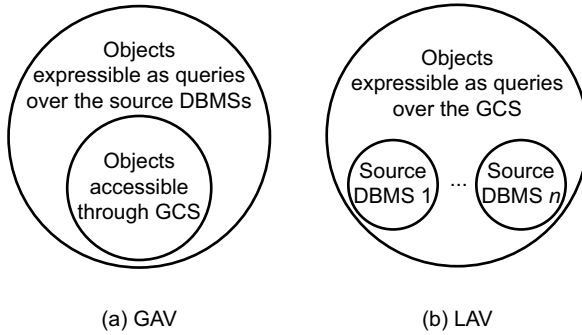 Objects
expressible as queries
over the source DBMSs
Objects
accessible
through GCS
(a) GAV
Objects
expressible as queries
over the GCS
Source
DBMS 1
...
Source
DBMS n
(b) LAV